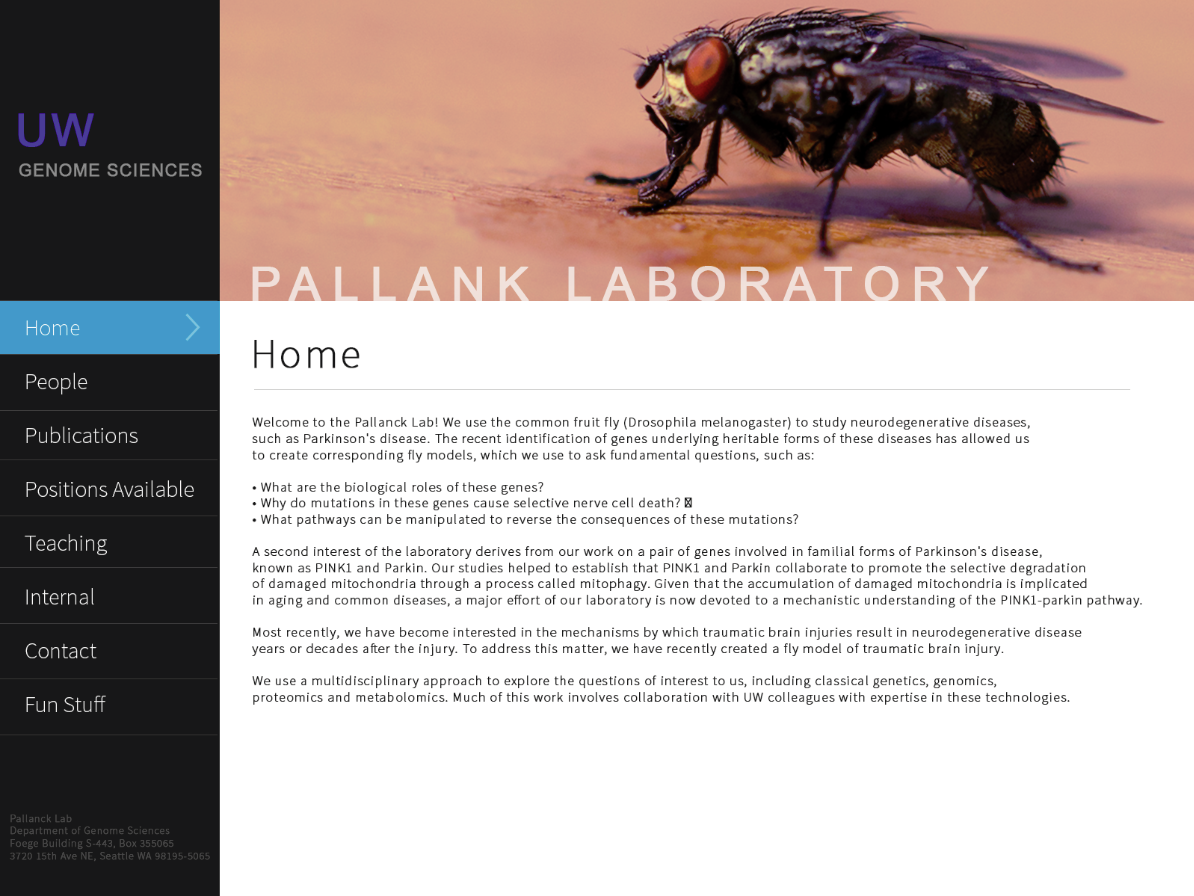 UW
GENOME SCIENCES
PALLANK LABORATORY
Home
People
Publications
Positions Available
Teaching
Internal
Contact
Fun Stuff
Pallanck Lab
Department of Genome Sciences
Foege Building S-443, Box 355065
3720 15th Ave NE, Seattle WA 98195-5065
Home
Welcome to the Pallanck Lab! We use the common fruit fly (Drosophila melanogaster) to study neurodegenerative diseases,
such as Parkinson's disease. The recent identification of genes underlying heritable forms of these diseases has allowed us
to create corresponding fly models, which we use to ask fundamental questions, such as:
• What are the biological roles of these genes?
• Why do mutations in these genes cause selective nerve cell death?
• What pathways can be manipulated to reverse the consequences of these mutations?
A second interest of the laboratory derives from our work on a pair of genes involved in familial forms of Parkinson's disease,
known as PINK1 and Parkin. Our studies helped to establish that PINK1 and Parkin collaborate to promote the selective degradation
of damaged mitochondria through a process called mitophagy. Given that the accumulation of damaged mitochondria is implicated
in aging and common diseases, a major effort of our laboratory is now devoted to a mechanistic understanding of the PINK1-parkin pathway.
Most recently, we have become interested in the mechanisms by which traumatic brain injuries result in neurodegenerative disease
years or decades after the injury. To address this matter, we have recently created a fly model of traumatic brain injury.
We use a multidisciplinary approach to explore the questions of interest to us, including classical genetics, genomics,
proteomics and metabolomics. Much of this work involves collaboration with UW colleagues with expertise in these technologies.